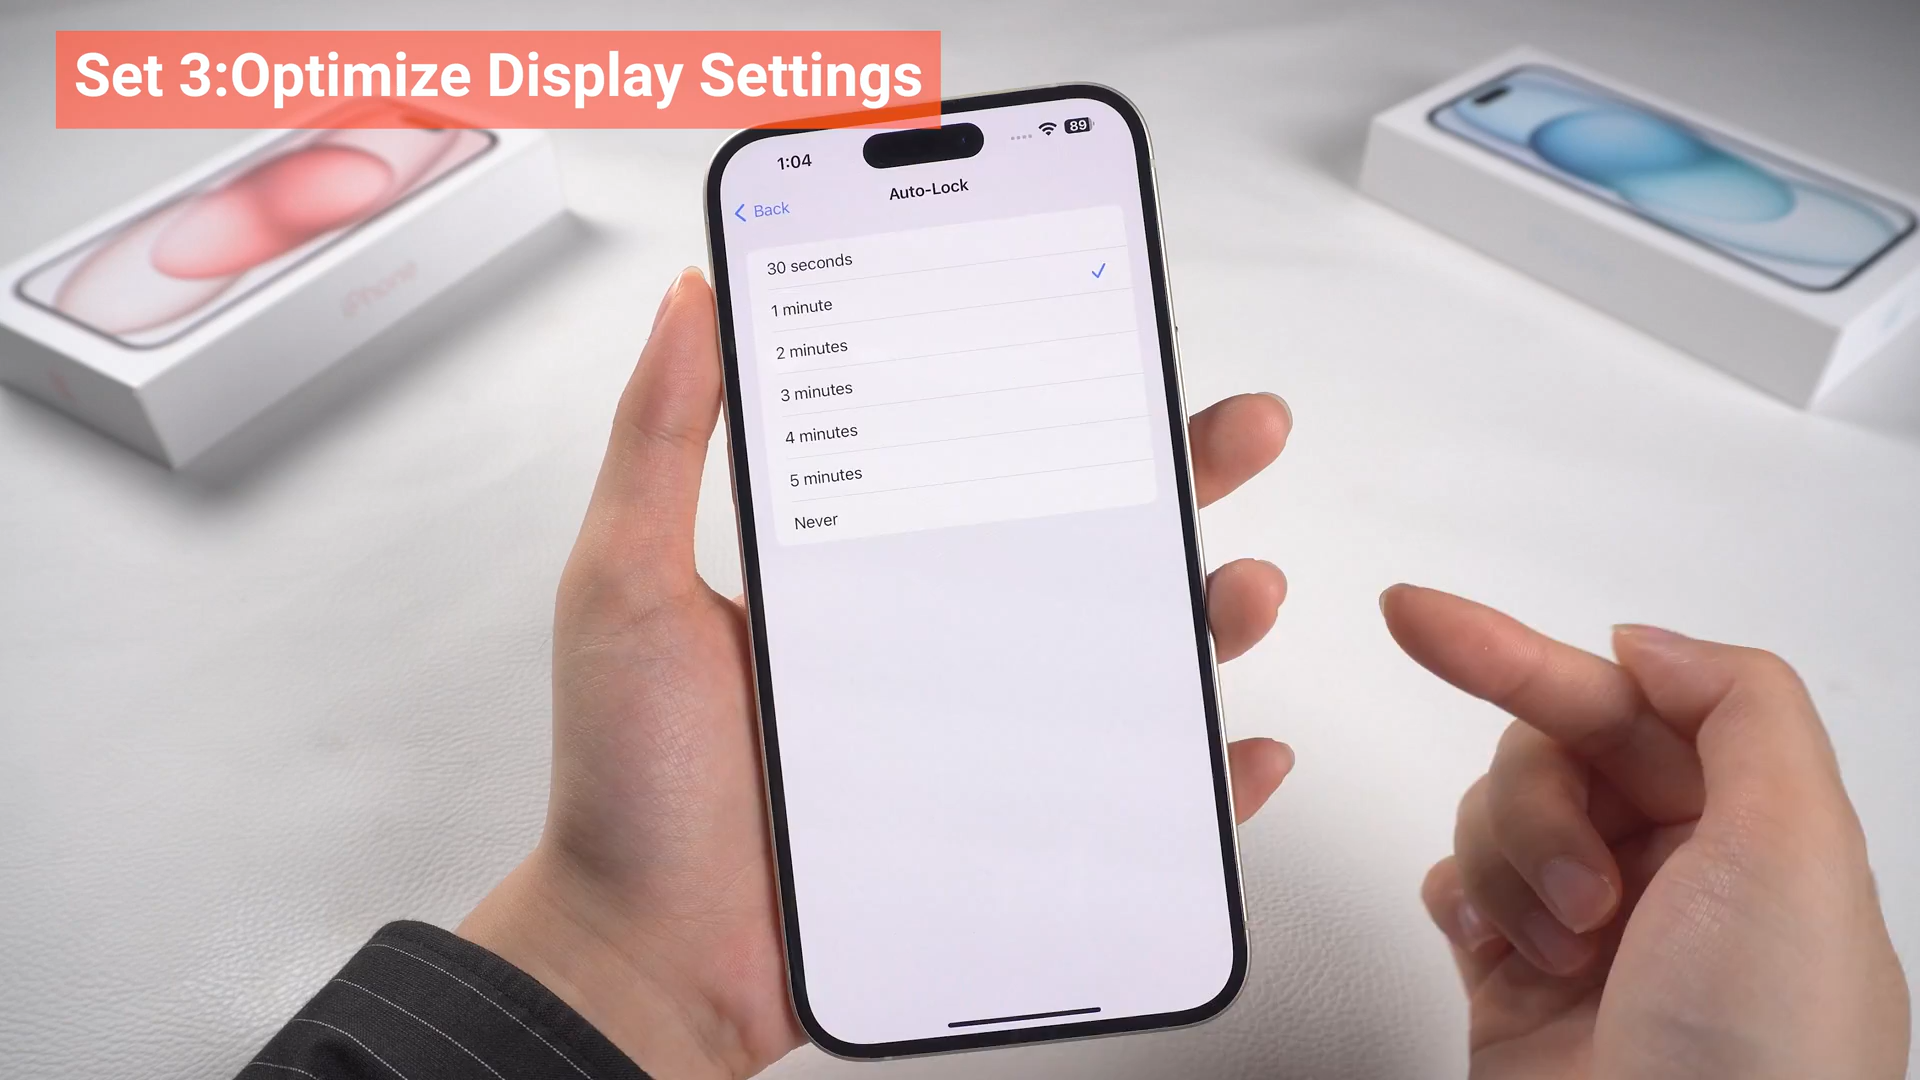 Set 3:Optimize Display Settings
1:04
89
Auto-Lock
Back
30 seconds
1 minute
2 minutes
3 minutes
4 minutes
5 minutes
Never
iPhone